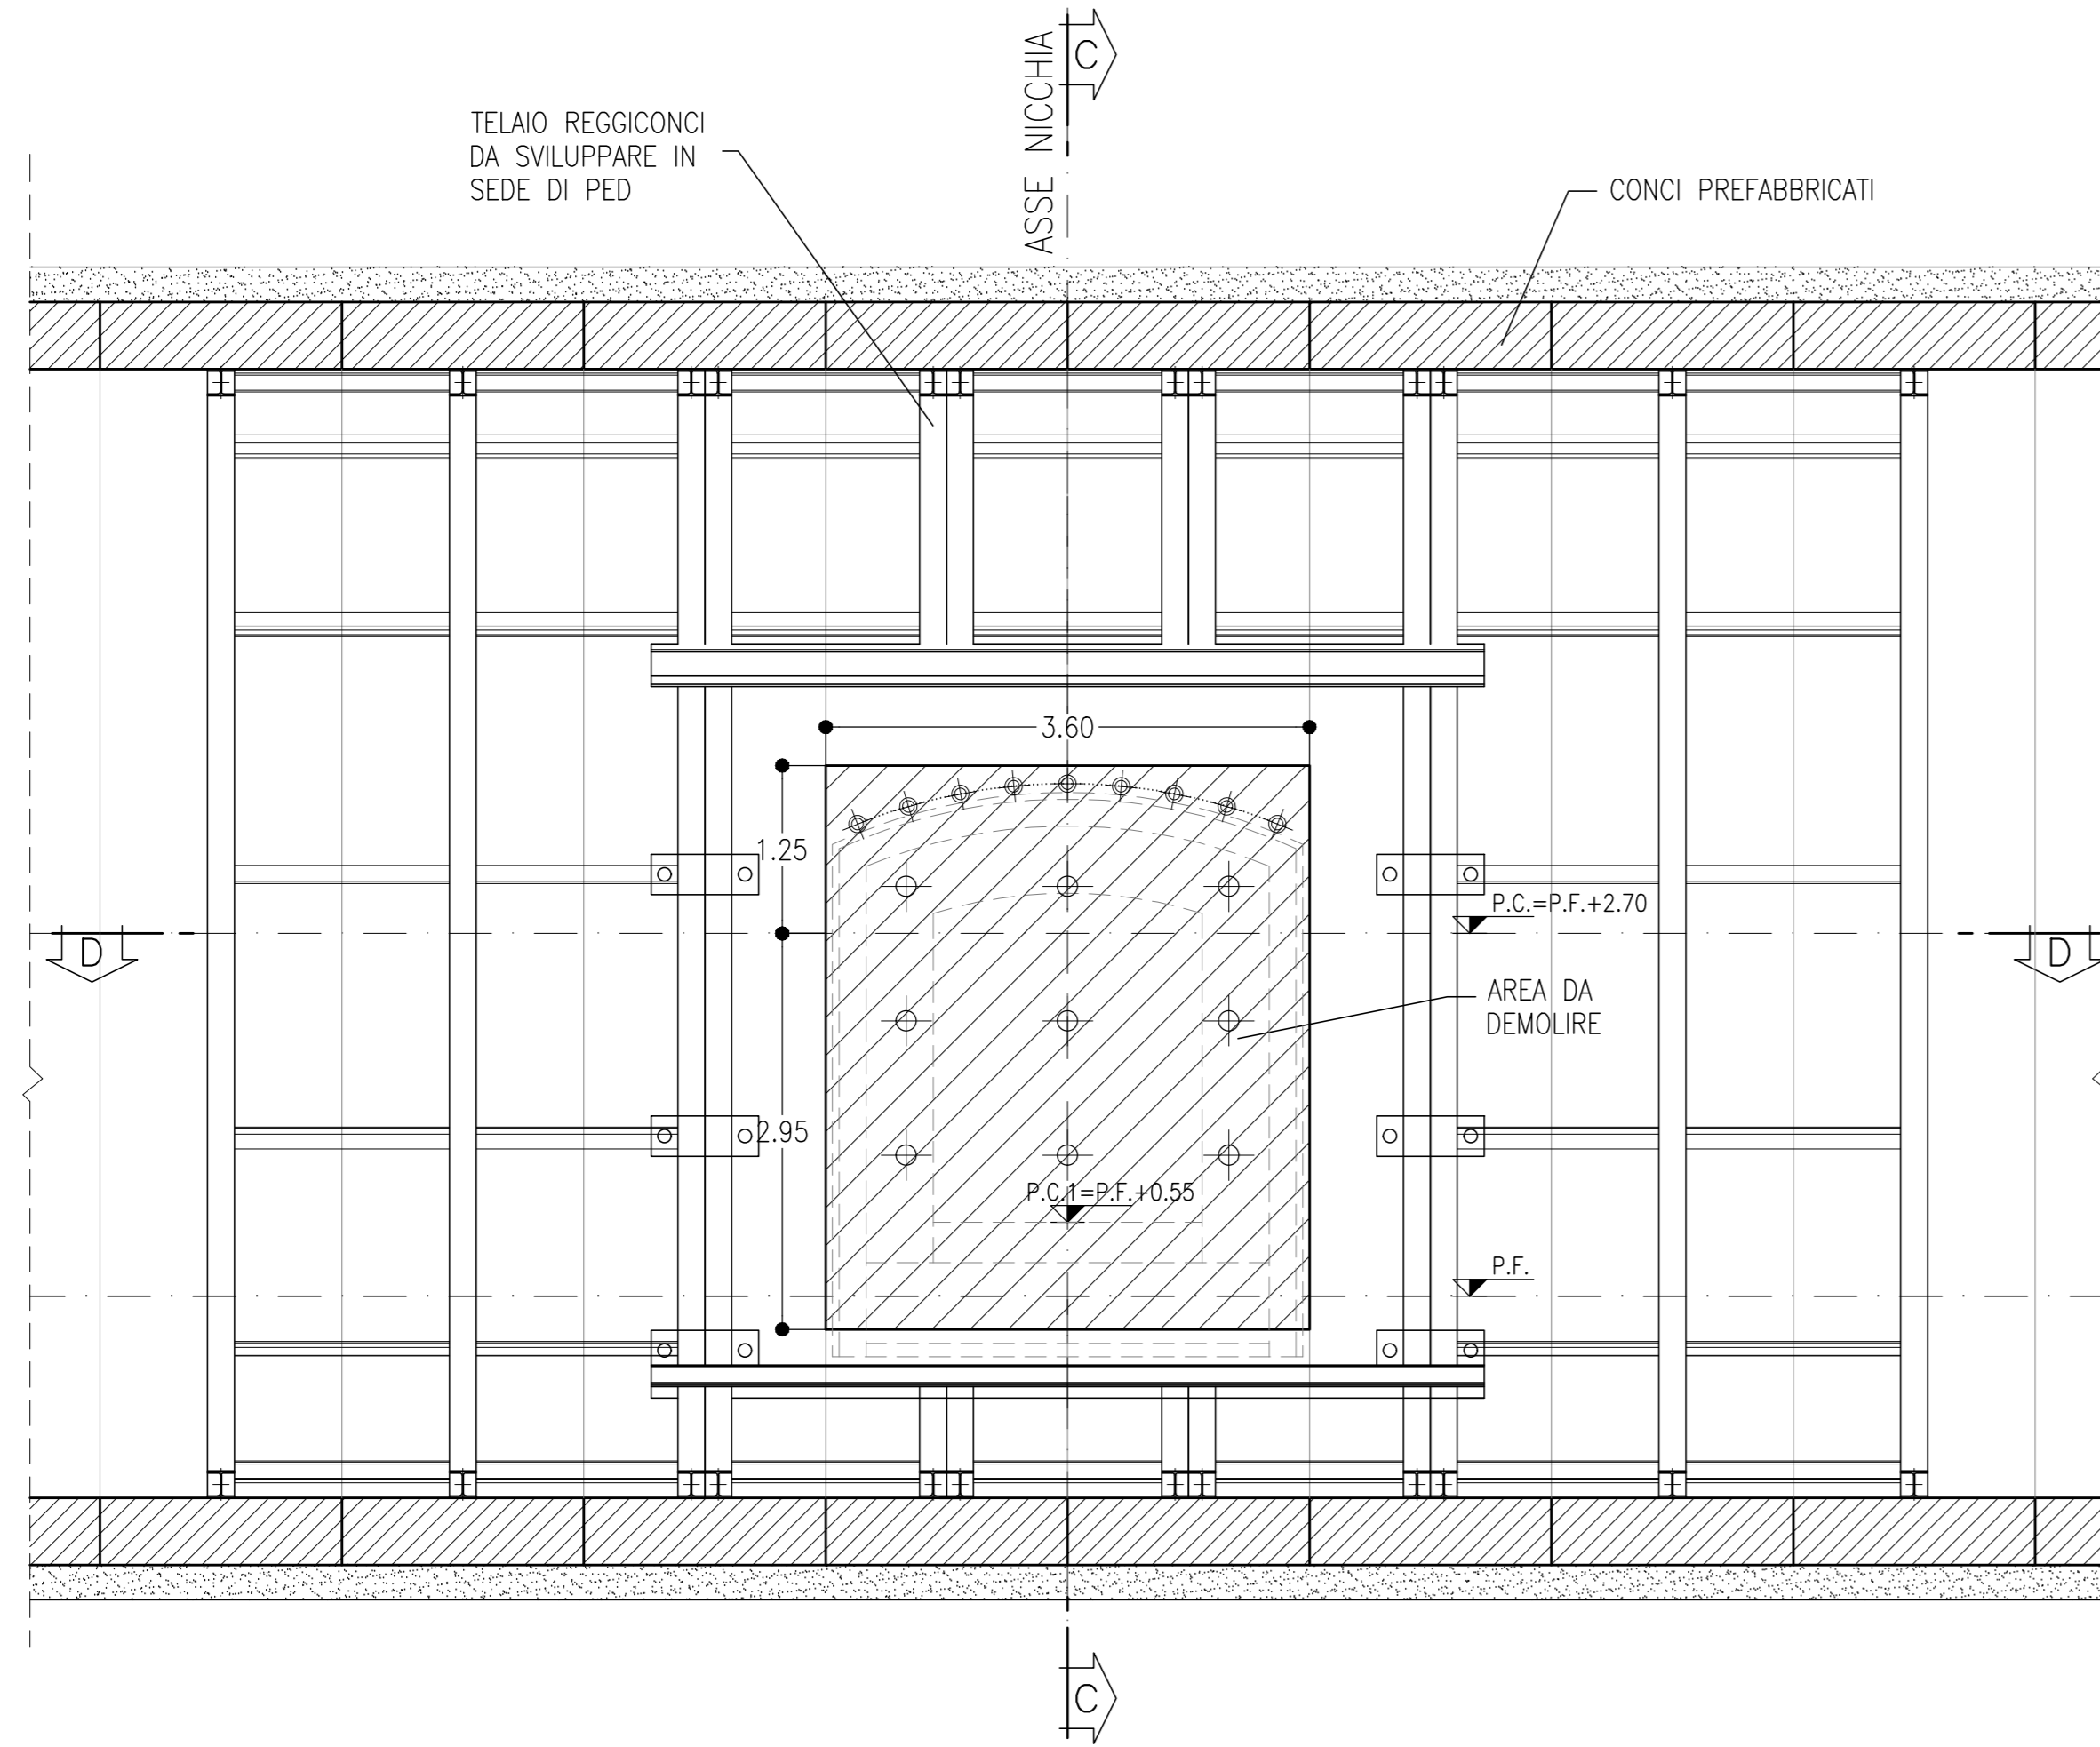 C
ASSE NICCHIA
TELAIO REGGICONCI
DA SVILUPPARE IN
SEDE DI PED
CONCI PREFABBRICATI
3.60
1.25
P.C.=P.F.+2.70
D
D
AREA DA
DEMOLIRE
2.95
P.C.1=P.F.+0.55
P.F.
C